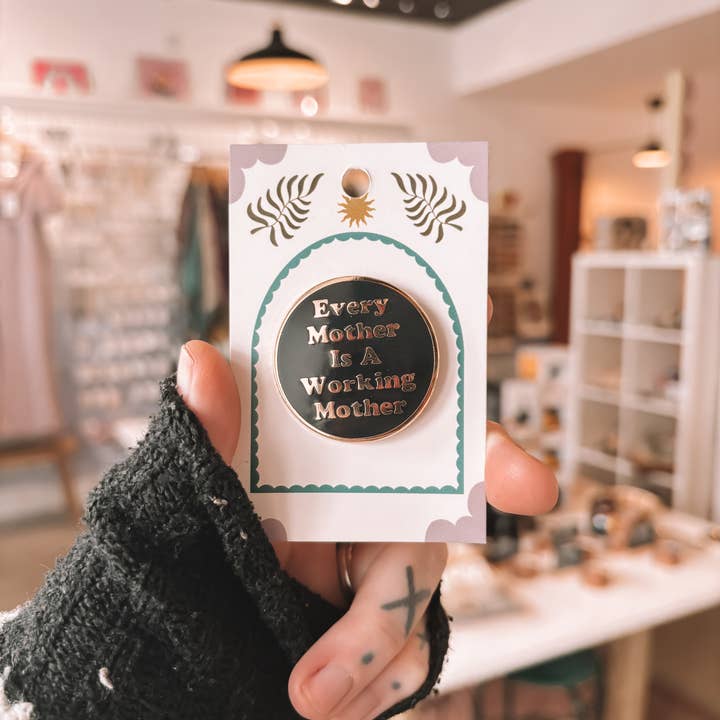 Every
Mother
Is A
Working
Mother